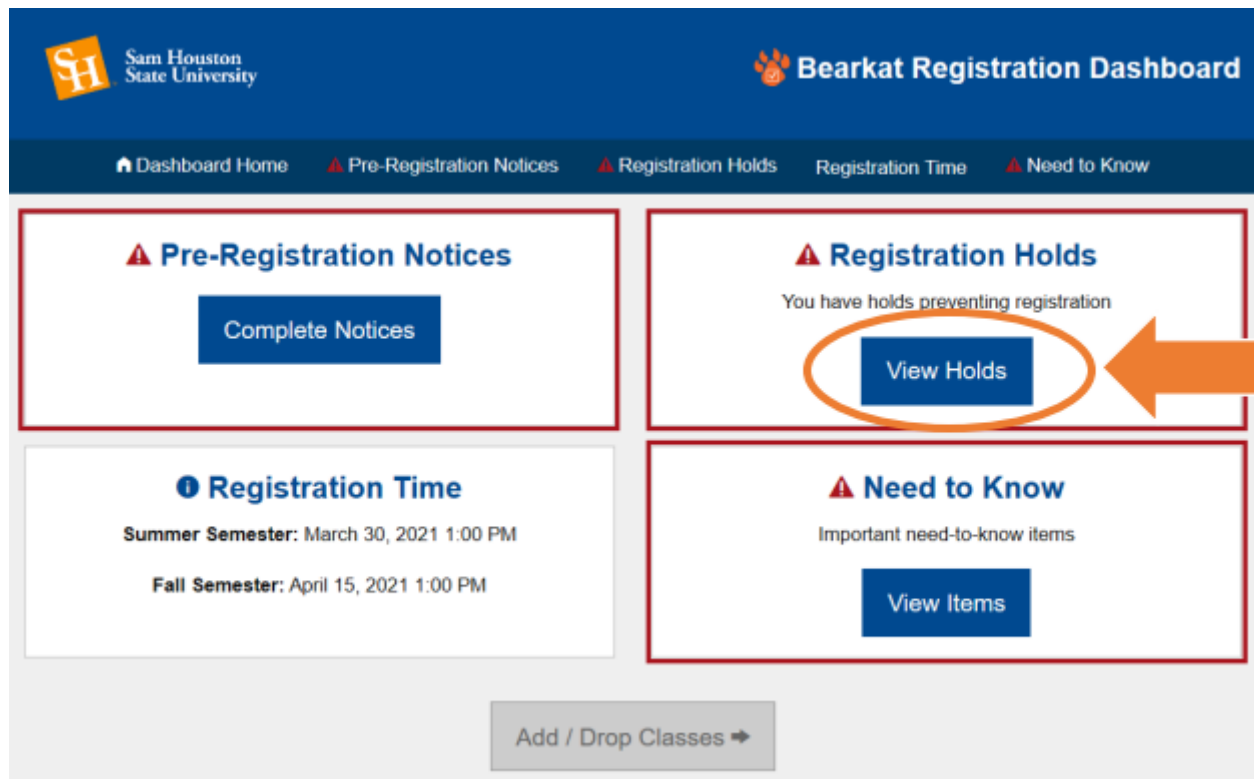 SH
Sam Houston
State University
Bearkat Registration Dashboard
Dashboard Home Pre-Registration Notices Registration Holds Registration Time Need to Know
Pre-Registration Notices
Complete Notices
Registration Holds
You have holds preventing registration
View Holds
Registration Time
Summer Semester: March 30, 2021 1:00 PM
Fall Semester: April 15, 2021 1:00 PM
Need to Know
Important need-to-know items
View Items
Add / Drop Classes